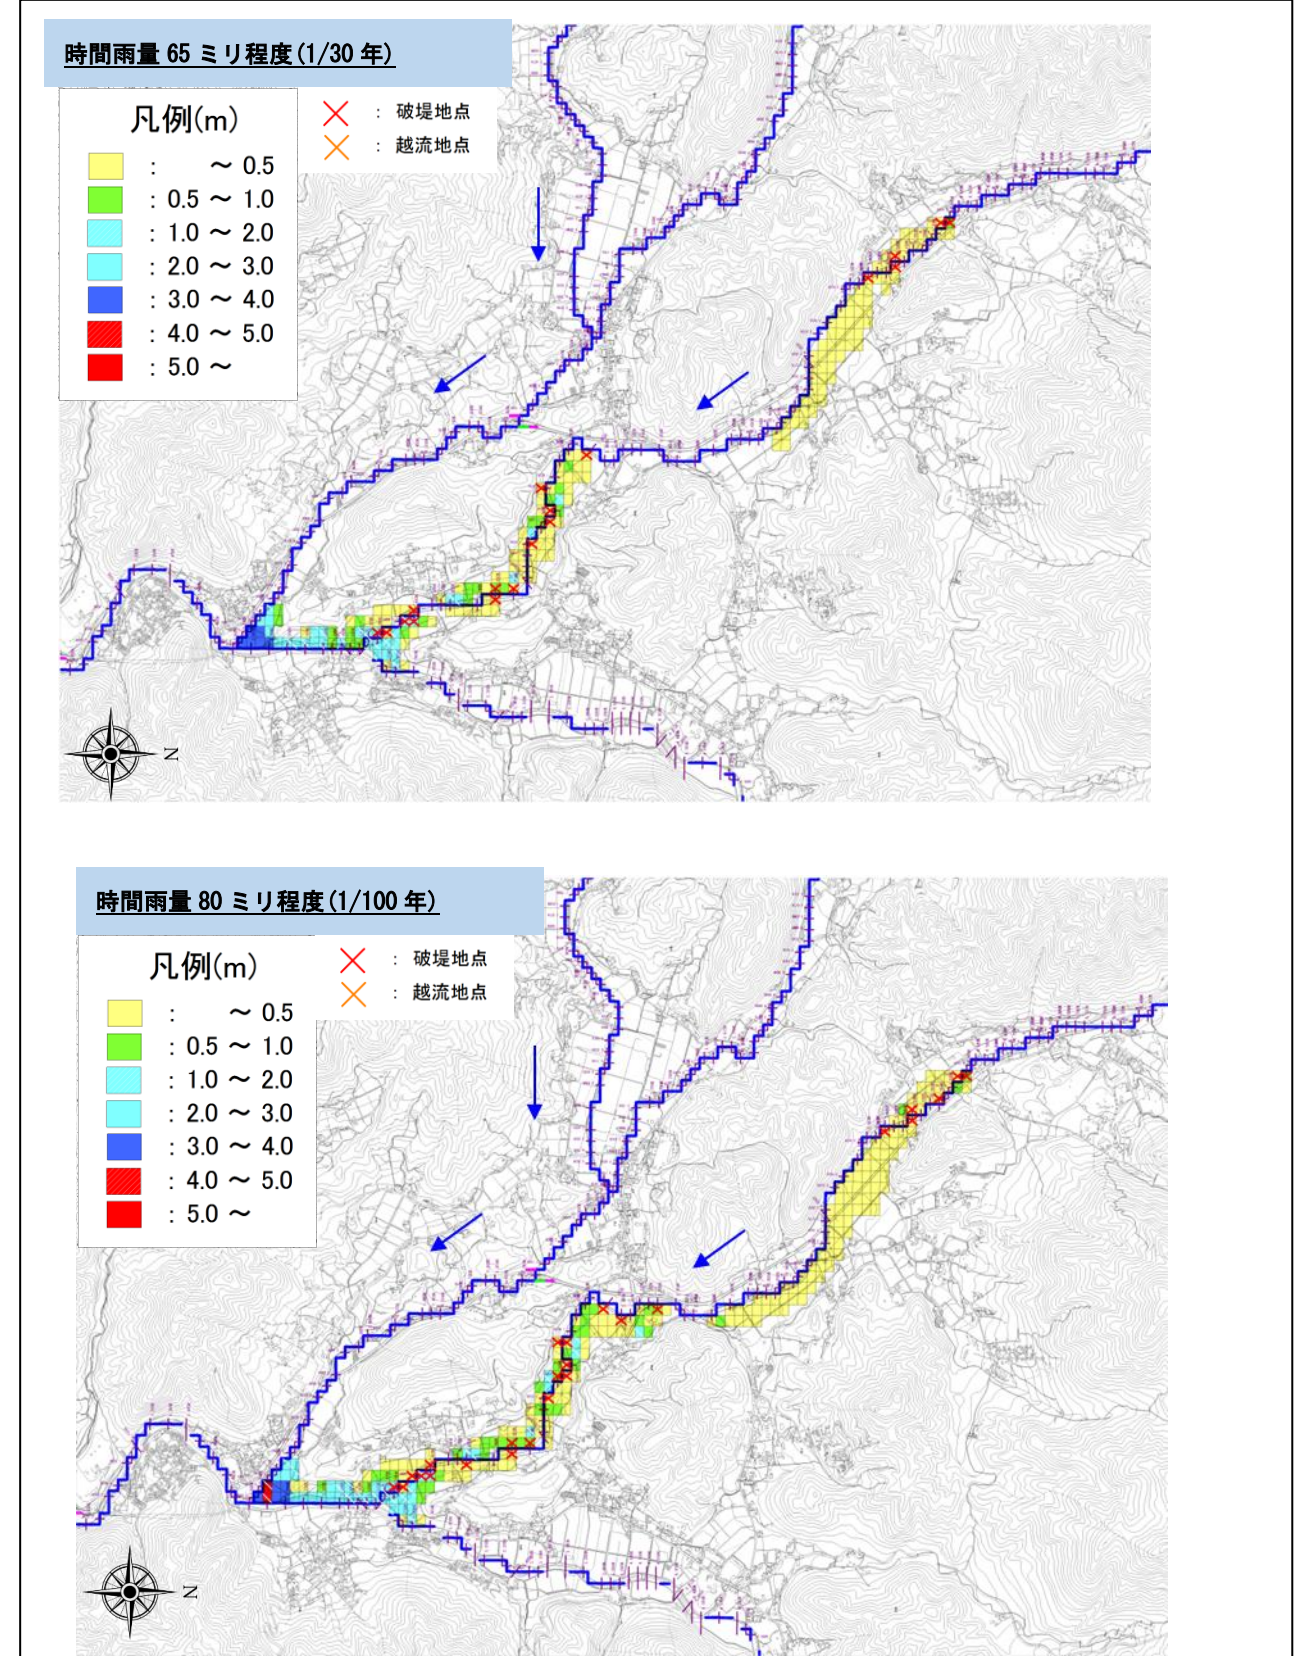 時間雨量 65 ミリ程度(1/30 年)
凡例(m)
: ～ 0.5
: 0.5 ～ 1.0
: 1.0 ～ 2.0
: 2.0 ～ 3.0
: 3.0 ～ 4.0
: 4.0 ～ 5.0
: 5.0 ～
: 破堤地点
: 越流地点
N
時間雨量 80 ミリ程度(1/100 年)
凡例(m)
: ～ 0.5
: 0.5 ～ 1.0
: 1.0 ～ 2.0
: 2.0 ～ 3.0
: 3.0 ～ 4.0
: 4.0 ～ 5.0
: 5.0 ～
: 破堤地点
: 越流地点
N